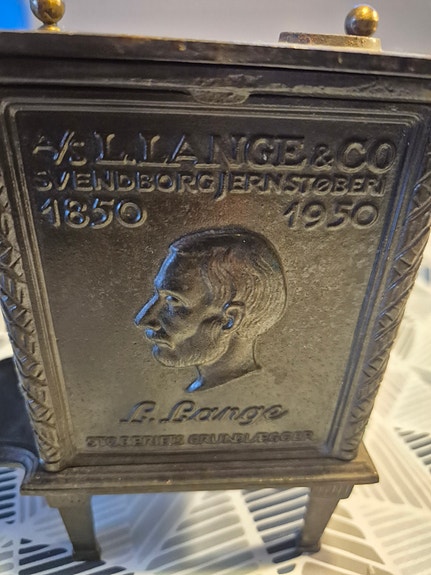 A/S L. LANGE & CO
SVENDBORG JERNSTØBERI
1850 1950
L. Lange
STØBERIETS GRUNDLÆGGER